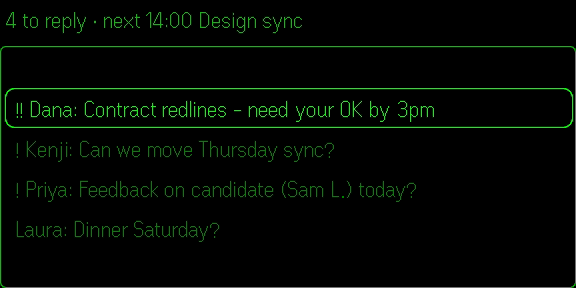 4 to reply · next 14:00 Design sync
!! Dana: Contract redlines - need your OK by 3pm
! Kenji: Can we move Thursday sync?
! Priya: Feedback on candidate (Sam L.) today?
Laura: Dinner Saturday?